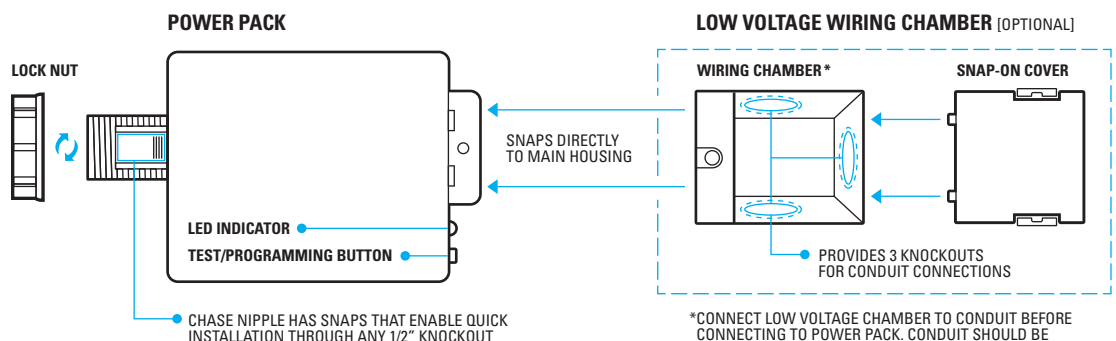 POWER PACK
LOW VOLTAGE WIRING CHAMBER [OPTIONAL]
LOCK NUT
WIRING CHAMBER*
SNAP-ON COVER
SNAPS DIRECTLY
TO MAIN HOUSING
LED INDICATOR
TEST/PROGRAMMING BUTTON
PROVIDES 3 KNOCKOUTS
FOR CONDUIT CONNECTIONS
CHASE NIPPLE HAS SNAPS THAT ENABLE QUICK
INSTALLATION THROUGH ANY 1/2" KNOCKOUT
*CONNECT LOW VOLTAGE CHAMBER TO CONDUIT BEFORE
CONNECTING TO POWER PACK. CONDUIT SHOULD BE